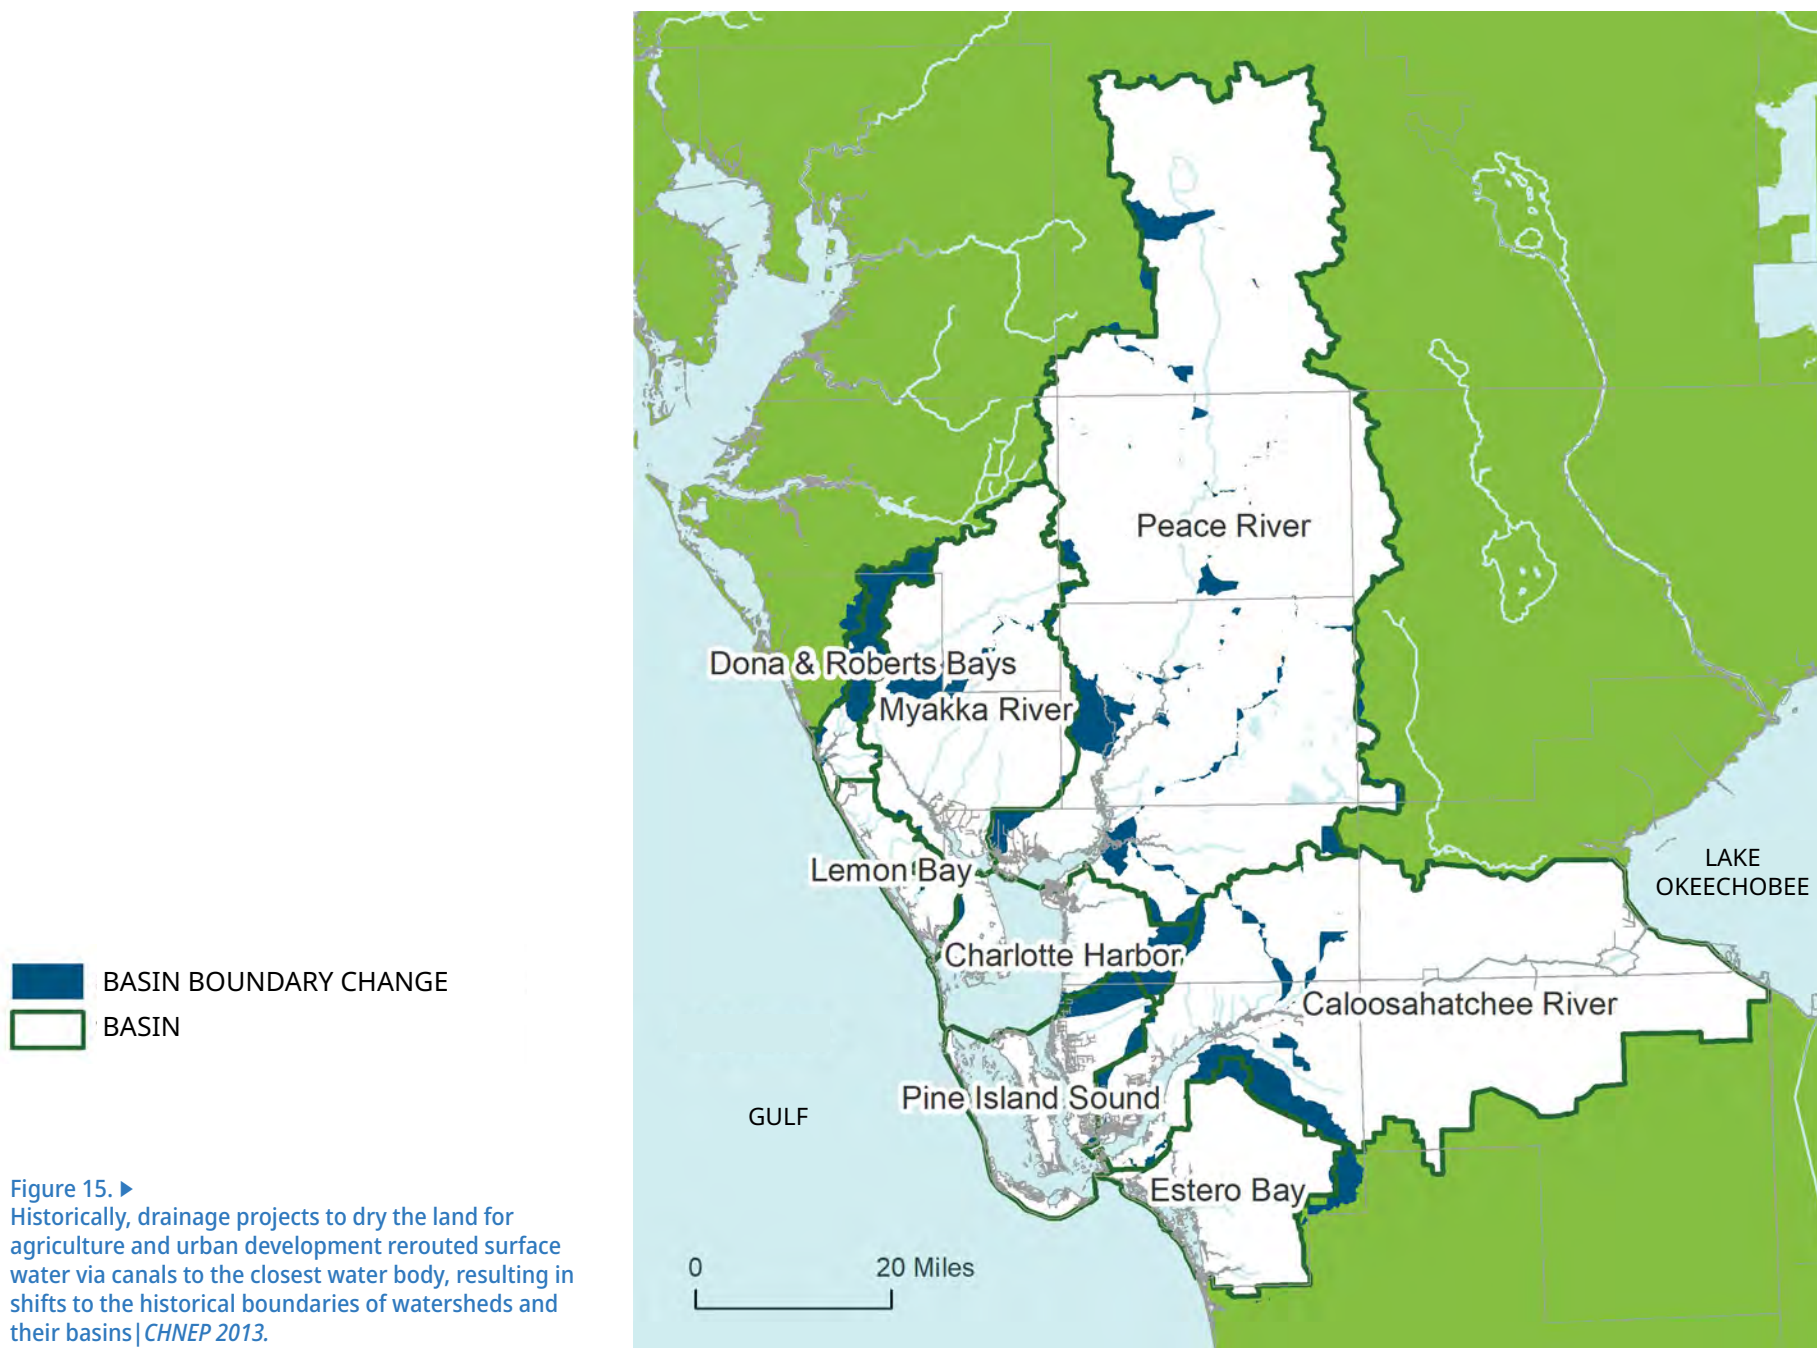 Peace River
Dona & Roberts Bays
Myakka River
Lemon Bay
LAKE
OKEECHOBEE
Charlotte Harbor
Caloosahatchee River
Pine Island Sound
GULF
Estero Bay
0 20 Miles
BASIN BOUNDARY CHANGE
BASIN
Figure 15. ▶
Historically, drainage projects to dry the land for
agriculture and urban development rerouted surface
water via canals to the closest water body, resulting in
shifts to the historical boundaries of watersheds and
their basins|CHNEP 2013.